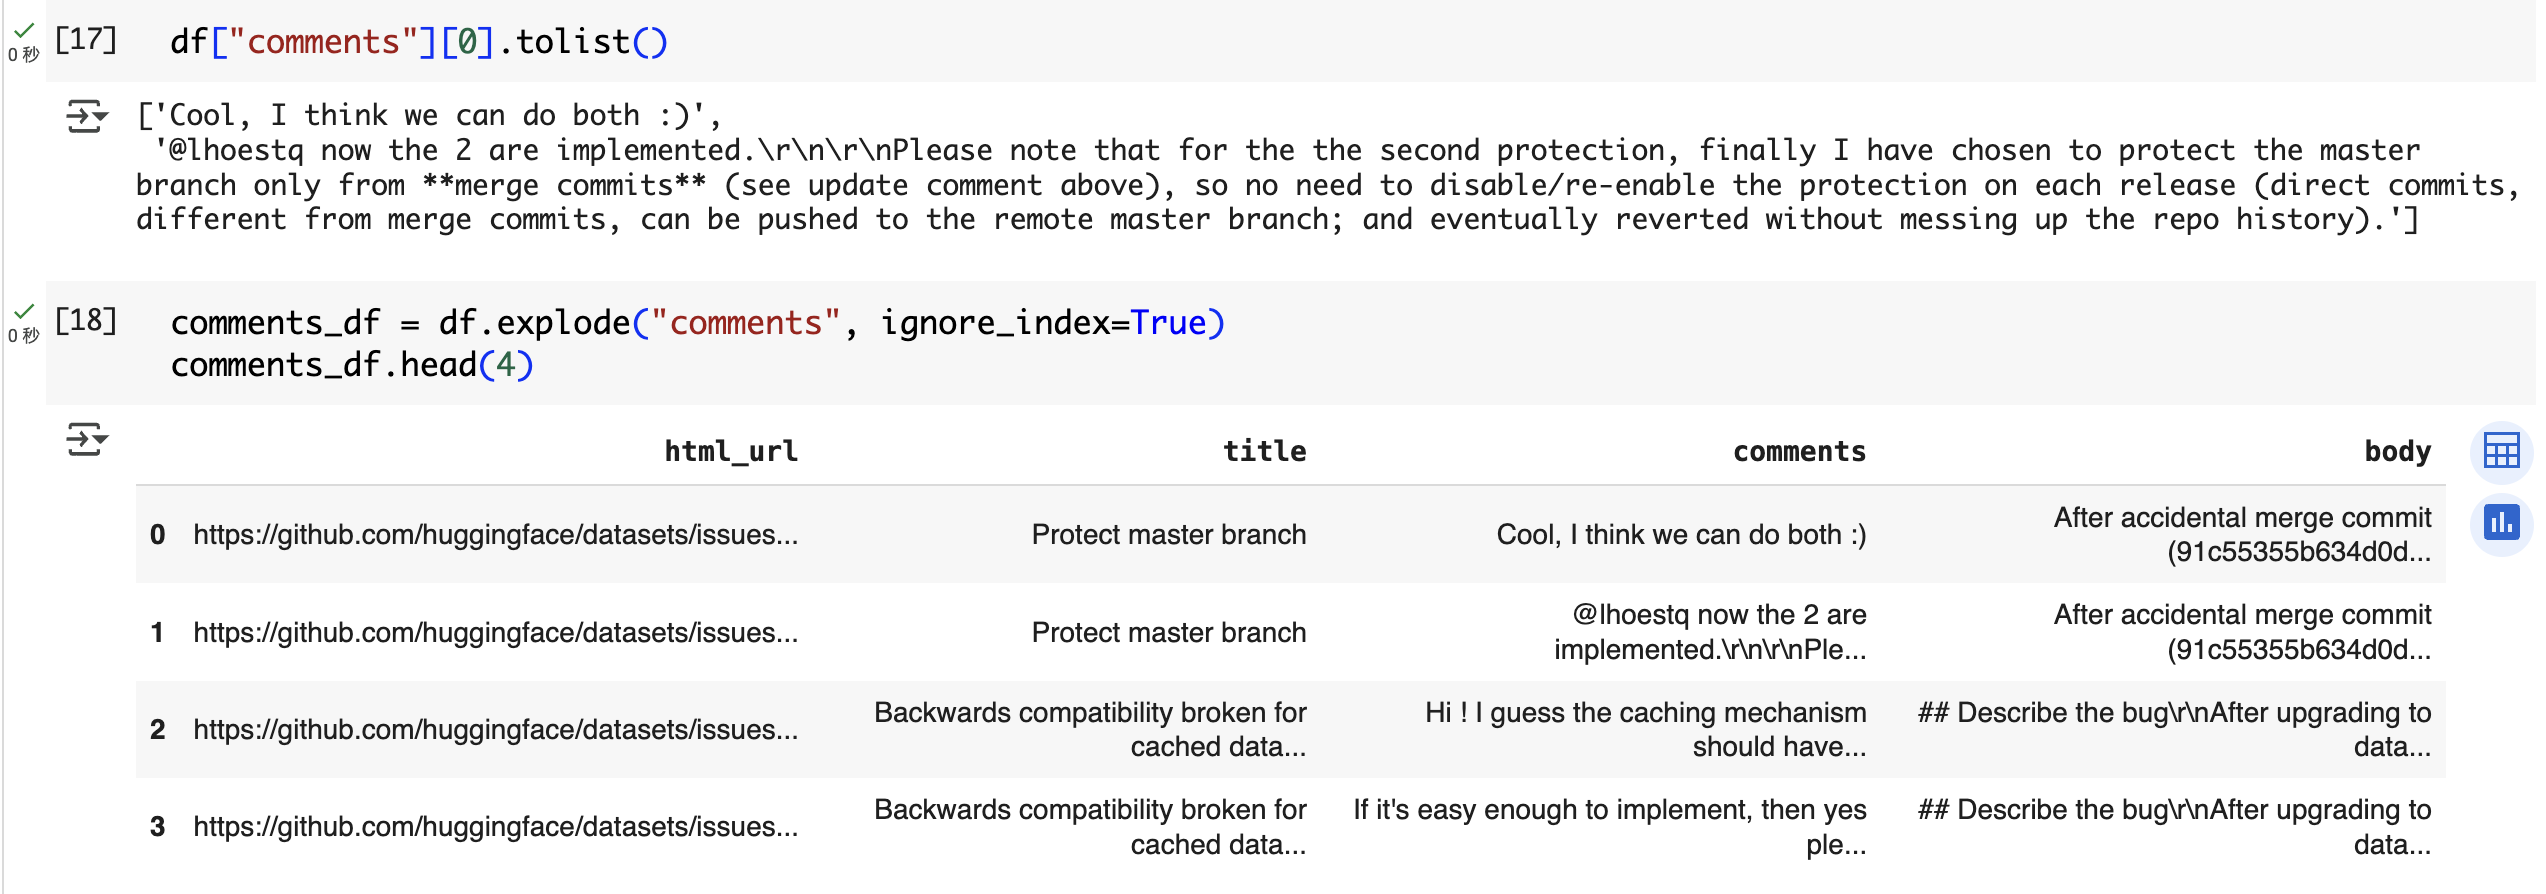 [17] df["comments"][0].tolist()
0 秒
['Cool, I think we can do both :)',
'@lhoestq now the 2 are implemented.\r\n\r\nPlease note that for the the second protection, finally I have chosen to protect the master
branch only from **merge commits** (see update comment above), so no need to disable/re-enable the protection on each release (direct commits,
different from merge commits, can be pushed to the remote master branch; and eventually reverted without messing up the repo history).']
[18] comments_df = df.explode("comments", ignore_index=True)
0 秒
comments_df.head(4)
html_url title comments body
0 https://github.com/huggingface/datasets/issues... Protect master branch Cool, I think we can do both :) After accidental merge commit
(91c55355b634d0d...
1 https://github.com/huggingface/datasets/issues... Protect master branch @lhoestq now the 2 are After accidental merge commit
implemented.\r\n\r\nPle... (91c55355b634d0d...
2 https://github.com/huggingface/datasets/issues... Backwards compatibility broken for Hi ! I guess the caching mechanism ## Describe the bug\r\nAfter upgrading to
cached data... should have... data...
3 https://github.com/huggingface/datasets/issues... Backwards compatibility broken for If it's easy enough to implement, then yes ## Describe the bug\r\nAfter upgrading to
cached data... ple... data...